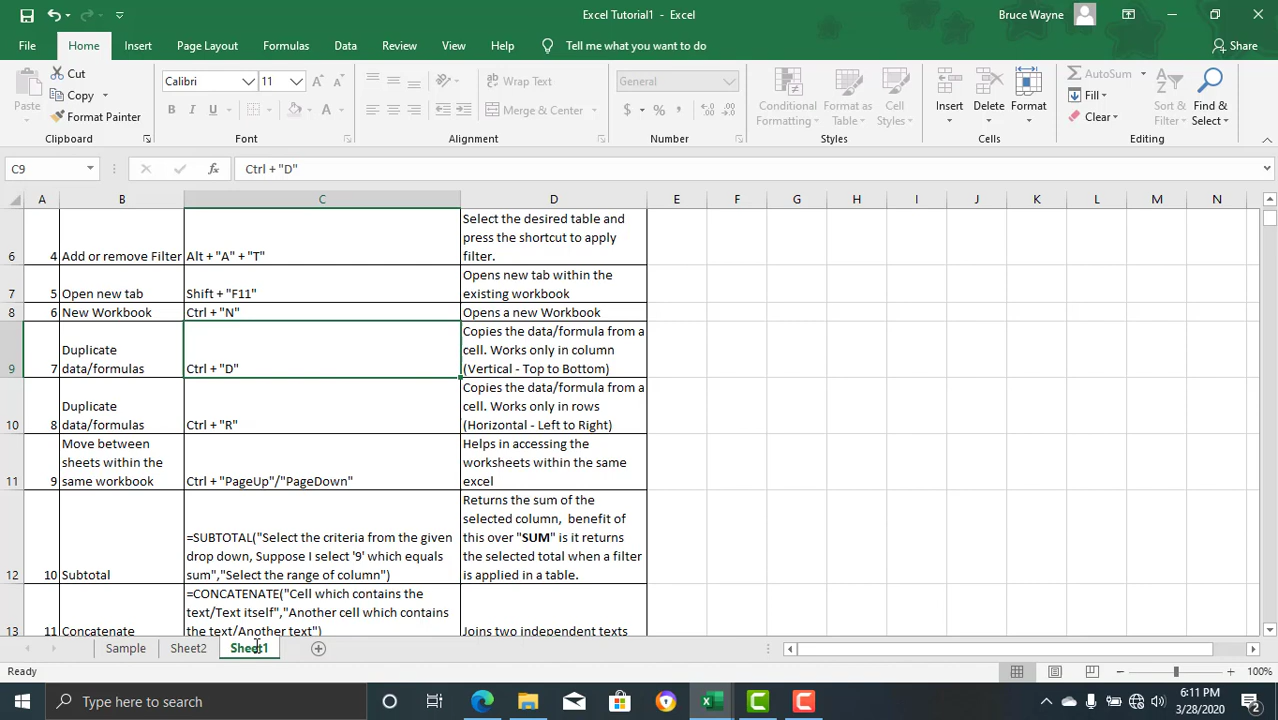 Excel Tutorial1 - Excel
Bruce Wayne
File
Home
Insert
Page Layout
Formulas
Data
Review
View
Help
Tell me what you want to do
Share
Paste
Cut
Copy
Format Painter
Clipboard
Calibri
11
B I U
Font
Wrap Text
Merge & Center
Alignment
General
$ % ,
Number
Conditional
Formatting
Format as
Table
Cell
Styles
Styles
Insert
Delete
Format
Cells
AutoSum
Fill
Clear
Sort &
Filter
Find &
Select
Editing
C9
fx
Ctrl + "D"
A B C D E F G H I J K L M N
6
4
Add or remove Filter
Alt + "A" + "T"
Select the desired table and
press the shortcut to apply
filter.
7
5
Open new tab
Shift + "F11"
Opens new tab within the
existing workbook
8
6
New Workbook
Ctrl + "N"
Opens a new Workbook
9
7
Duplicate
data/formulas
Ctrl + "D"
Copies the data/formula from a
cell. Works only in column
(Vertical - Top to Bottom)
10
8
Duplicate
data/formulas
Ctrl + "R"
Copies the data/formula from a
cell. Works only in rows
(Horizontal - Left to Right)
11
9
Move between
sheets within the
same workbook
Ctrl + "PageUp"/"PageDown"
Helps in accessing the
worksheets within the same
excel
12
10
Subtotal
=SUBTOTAL("Select the criteria from the given
drop down, Suppose I select '9' which equals
sum","Select the range of column")
Returns the sum of the
selected column, benefit of
this over "SUM" is it returns
the selected total when a filter
is applied in a table.
13
11
Concatenate
=CONCATENATE("Cell which contains the
text/Text itself","Another cell which contains
the text/Another text")
Joins two independent texts
Sample
Sheet2
Sheet1
Ready
100%
Type here to search
6:11 PM
3/28/2020
2